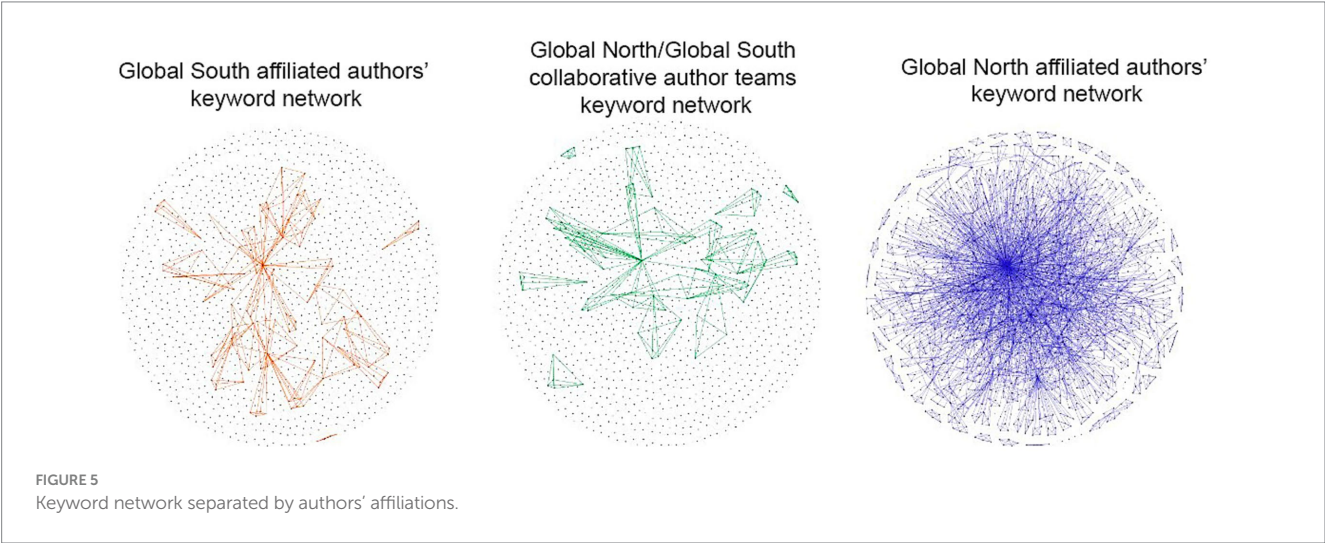 Global South affiliated authors’
keyword network
Global North/Global South
collaborative author teams
keyword network
Global North affiliated authors’
keyword network
FIGURE 5
Keyword network separated by authors’ affiliations.